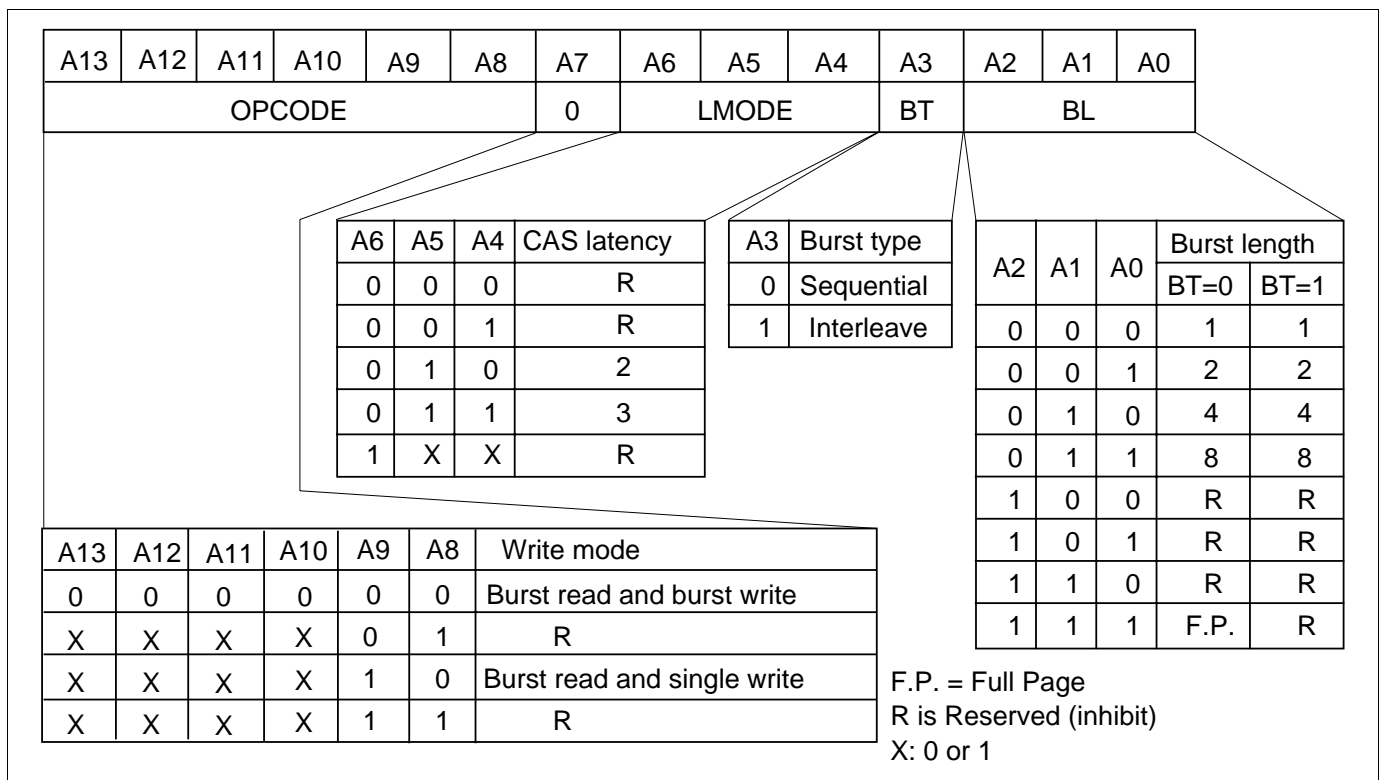 A13 A12 A11 A10 A9 A8 A7 A6 A5 A4 A3 A2 A1 A0
OPCODE 0 LMODE BT BL
A6 A5 A4 CAS latency
0 0 0 R
0 0 1 R
0 1 0 2
0 1 1 3
1 X X R
A3 Burst type
0 Sequential
1 Interleave
A2 A1 A0 Burst length
BT=0 BT=1
0 0 0 1 1
0 0 1 2 2
0 1 0 4 4
0 1 1 8 8
1 0 0 R R
1 0 1 R R
1 1 0 R R
1 1 1 F.P. R
A13 A12 A11 A10 A9 A8 Write mode
0 0 0 0 0 0 Burst read and burst write
X X X X 0 1 R
X X X X 1 0 Burst read and single write
X X X X 1 1 R
F.P. = Full Page
R is Reserved (inhibit)
X: 0 or 1